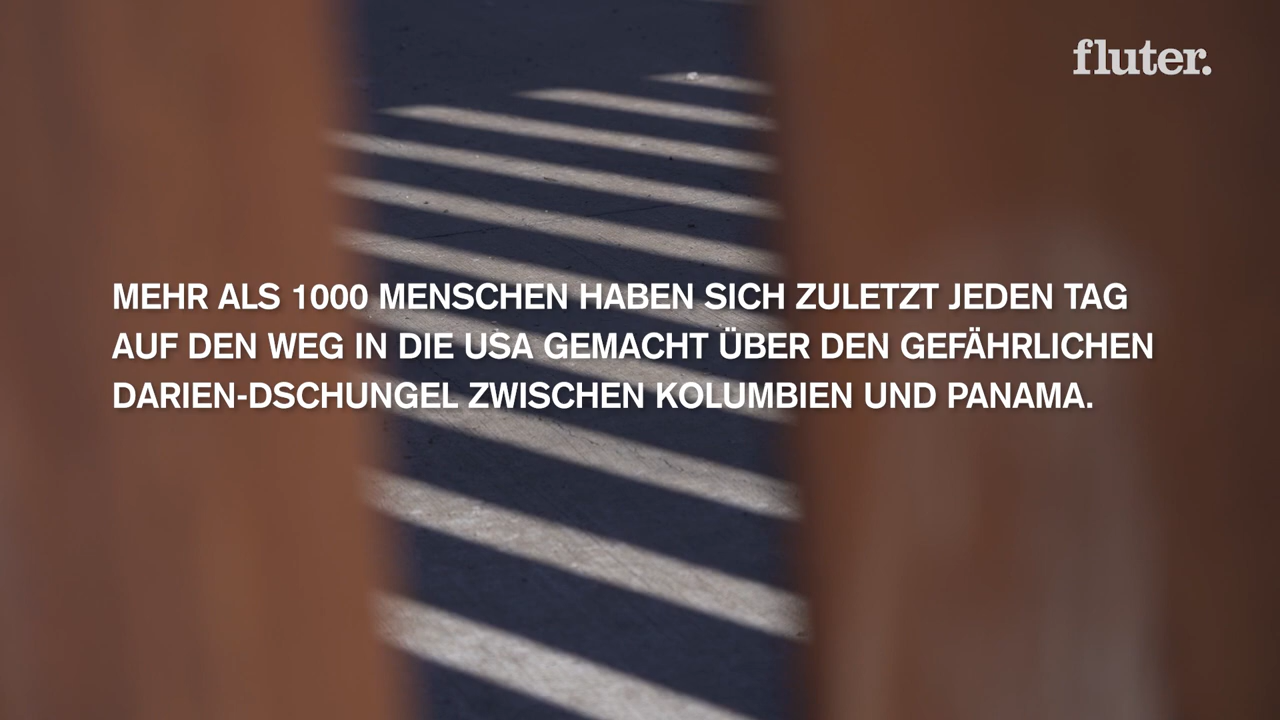 fluter.
MEHR ALS 1000 MENSCHEN HABEN SICH ZULETZT JEDEN TAG
AUF DEN WEG IN DIE USA GEMACHT ÜBER DEN GEFÄHRLICHEN
DARIEN-DSCHUNGEL ZWISCHEN KOLUMBIEN UND PANAMA.